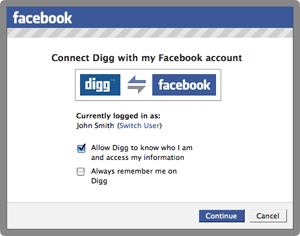 facebook
Connect Digg with my Facebook account
digg facebook
Currently logged in as:
John Smith (Switch User)
Allow Digg to know who I am
and access my information
Always remember me on
Digg
Continue Cancel